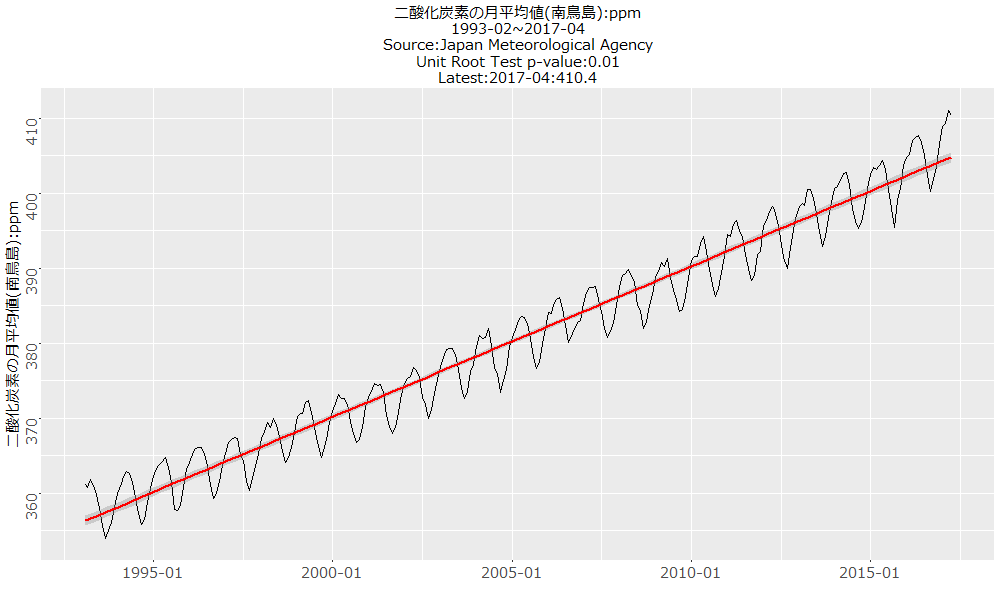 二酸化炭素の月平均値(南鳥島):ppm
1993-02~2017-04
Source:Japan Meteorological Agency
Unit Root Test p-value:0.01
Latest:2017-04:410.4
二酸化炭素の月平均値(南鳥島):ppm
410
400
390
380
370
360
1995-01
2000-01
2005-01
2010-01
2015-01